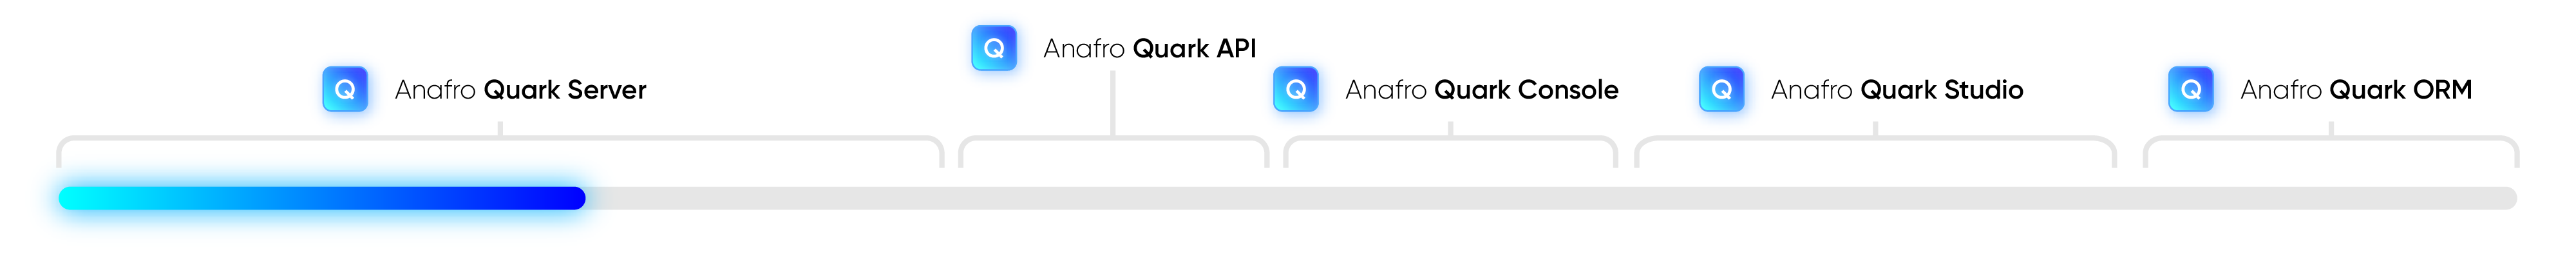 Q Anafro Quark Server
Q Anafro Quark API
Q Anafro Quark Console
Q Anafro Quark Studio
Q Anafro Quark ORM